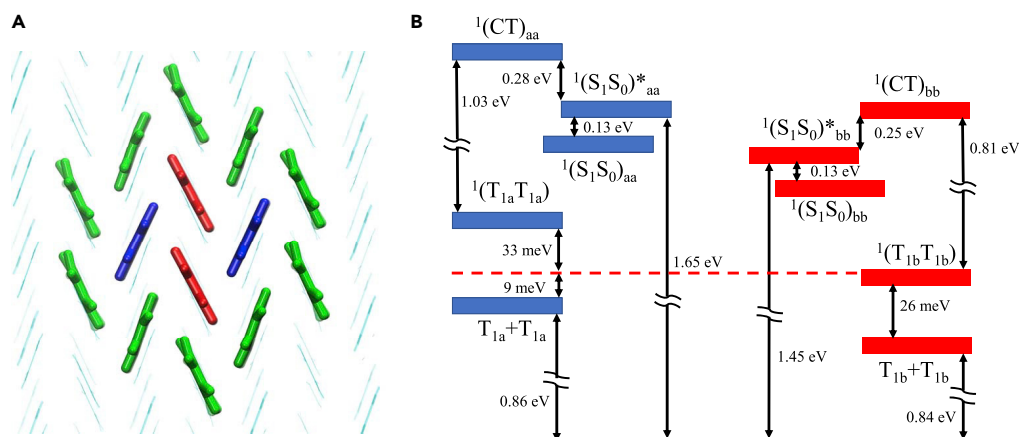 A
B
¹(CT)ₐₐ
0.28 eV
¹(S₁S₀)*ₐₐ
1.03 eV
0.13 eV
¹(S₁S₀)ₐₐ
¹(T₁ₐT₁ₐ)
33 meV
1.65 eV
9 meV
T₁ₐ+T₁ₐ
0.86 eV
¹(CT)bb
¹(S₁S₀)*bb
0.25 eV
0.81 eV
0.13 eV
¹(S₁S₀)bb
¹(T1bT1b)
26 meV
1.45 eV
T1b+T1b
0.84 eV